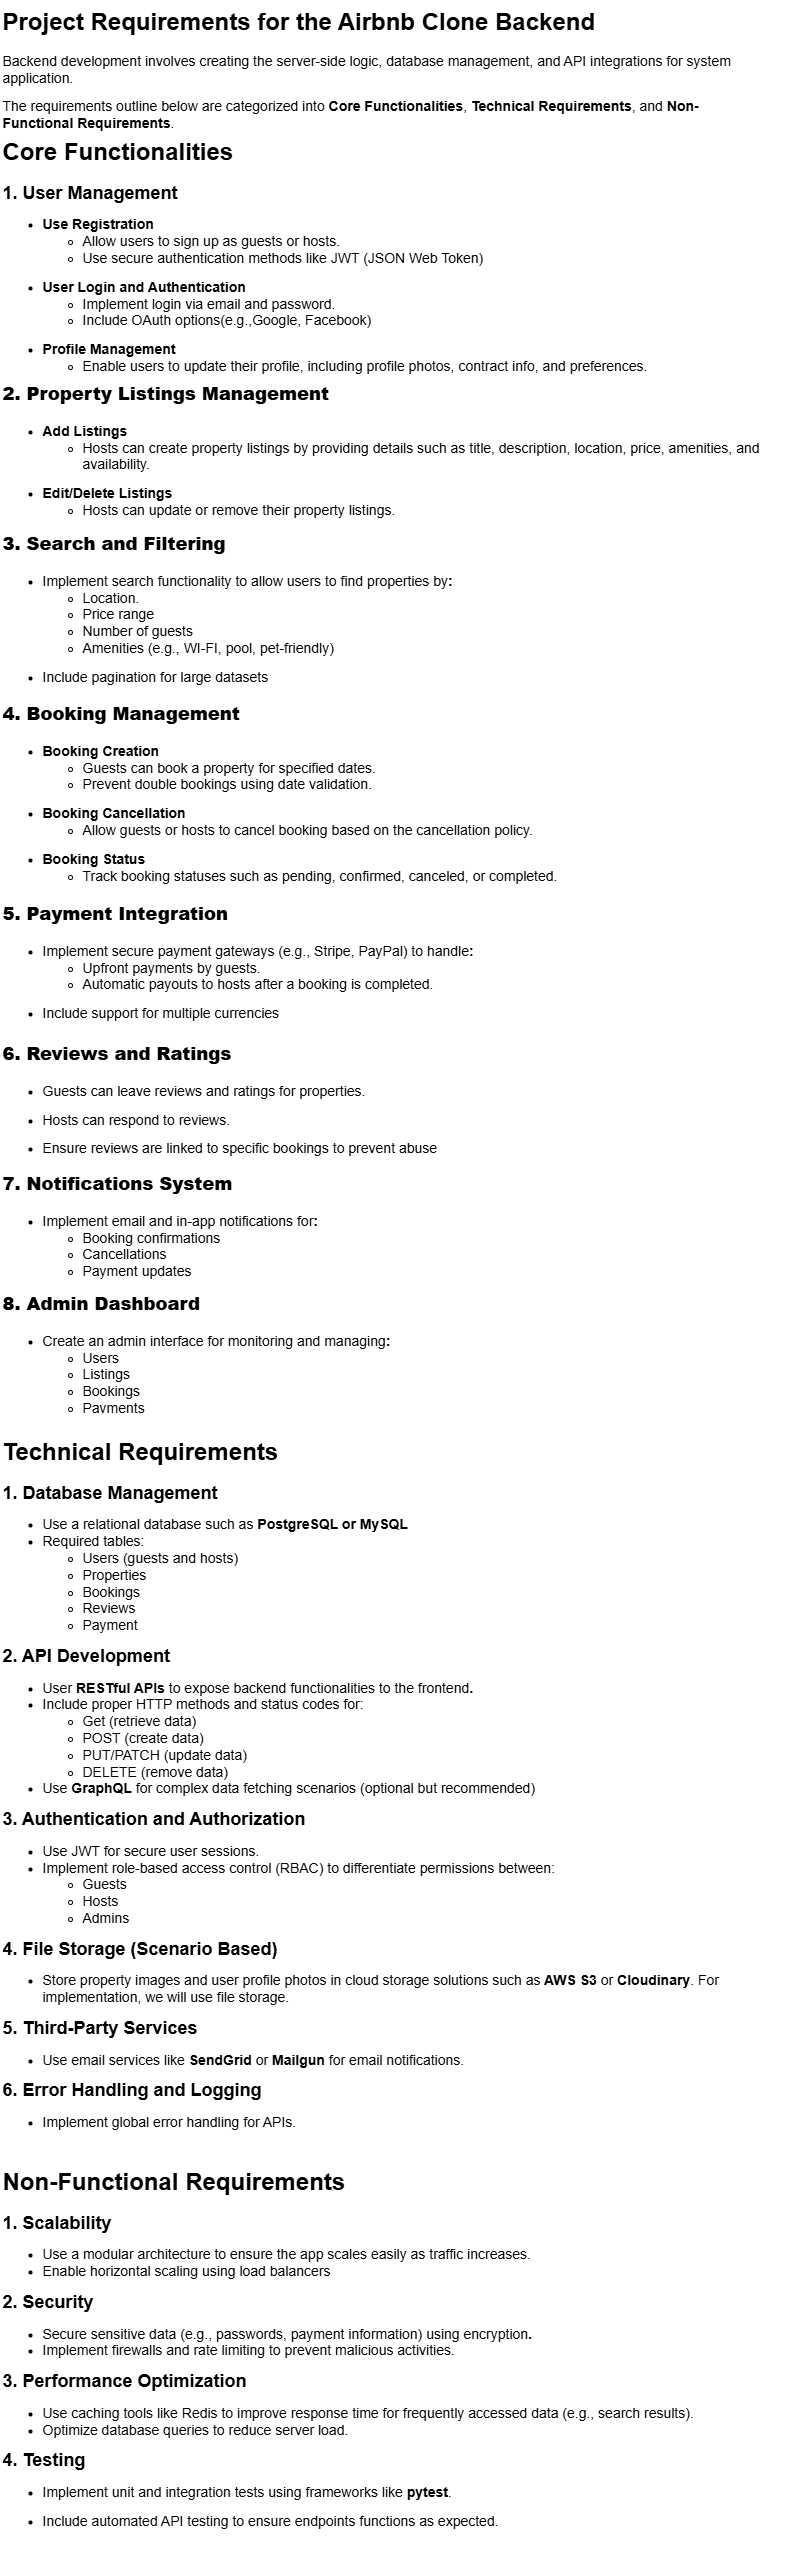 Project Requirements for the Airbnb Clone Backend
Backend development involves creating the server-side logic, database management, and API integrations for system
application.
The requirements outline below are categorized into Core Functionalities, Technical Requirements, and Non-
Functional Requirements.
Core Functionalities
1. User Management
• Use Registration
◦ Allow users to sign up as guests or hosts.
◦ Use secure authentication methods like JWT (JSON Web Token)
• User Login and Authentication
◦ Implement login via email and password.
◦ Include OAuth options(e.g.,Google, Facebook)
• Profile Management
◦ Enable users to update their profile, including profile photos, contract info, and preferences.
2. Property Listings Management
• Add Listings
◦ Hosts can create property listings by providing details such as title, description, location, price, amenities, and
availability.
• Edit/Delete Listings
◦ Hosts can update or remove their property listings.
3. Search and Filtering
• Implement search functionality to allow users to find properties by:
◦ Location.
◦ Price range
◦ Number of guests
◦ Amenities (e.g., WI-FI, pool, pet-friendly)
• Include pagination for large datasets
4. Booking Management
• Booking Creation
◦ Guests can book a property for specified dates.
◦ Prevent double bookings using date validation.
• Booking Cancellation
◦ Allow guests or hosts to cancel booking based on the cancellation policy.
• Booking Status
◦ Track booking statuses such as pending, confirmed, canceled, or completed.
5. Payment Integration
• Implement secure payment gateways (e.g., Stripe, PayPal) to handle:
◦ Upfront payments by guests.
◦ Automatic payouts to hosts after a booking is completed.
• Include support for multiple currencies
6. Reviews and Ratings
• Guests can leave reviews and ratings for properties.
• Hosts can respond to reviews.
• Ensure reviews are linked to specific bookings to prevent abuse
7. Notifications System
• Implement email and in-app notifications for:
◦ Booking confirmations
◦ Cancellations
◦ Payment updates
8. Admin Dashboard
• Create an admin interface for monitoring and managing:
◦ Users
◦ Listings
◦ Bookings
◦ Payments
Technical Requirements
1. Database Management
• Use a relational database such as PostgreSQL or MySQL
• Required tables:
◦ Users (guests and hosts)
◦ Properties
◦ Bookings
◦ Reviews
◦ Payment
2. API Development
• User RESTful APIs to expose backend functionalities to the frontend.
• Include proper HTTP methods and status codes for:
◦ Get (retrieve data)
◦ POST (create data)
◦ PUT/PATCH (update data)
◦ DELETE (remove data)
• Use GraphQL for complex data fetching scenarios (optional but recommended)
3. Authentication and Authorization
• Use JWT for secure user sessions.
• Implement role-based access control (RBAC) to differentiate permissions between:
◦ Guests
◦ Hosts
◦ Admins
4. File Storage (Scenario Based)
• Store property images and user profile photos in cloud storage solutions such as AWS S3 or Cloudinary. For
implementation, we will use file storage.
5. Third-Party Services
• Use email services like SendGrid or Mailgun for email notifications.
6. Error Handling and Logging
• Implement global error handling for APIs.
Non-Functional Requirements
1. Scalability
• Use a modular architecture to ensure the app scales easily as traffic increases.
• Enable horizontal scaling using load balancers
2. Security
• Secure sensitive data (e.g., passwords, payment information) using encryption.
• Implement firewalls and rate limiting to prevent malicious activities.
3. Performance Optimization
• Use caching tools like Redis to improve response time for frequently accessed data (e.g., search results).
• Optimize database queries to reduce server load.
4. Testing
• Implement unit and integration tests using frameworks like pytest.
• Include automated API testing to ensure endpoints functions as expected.